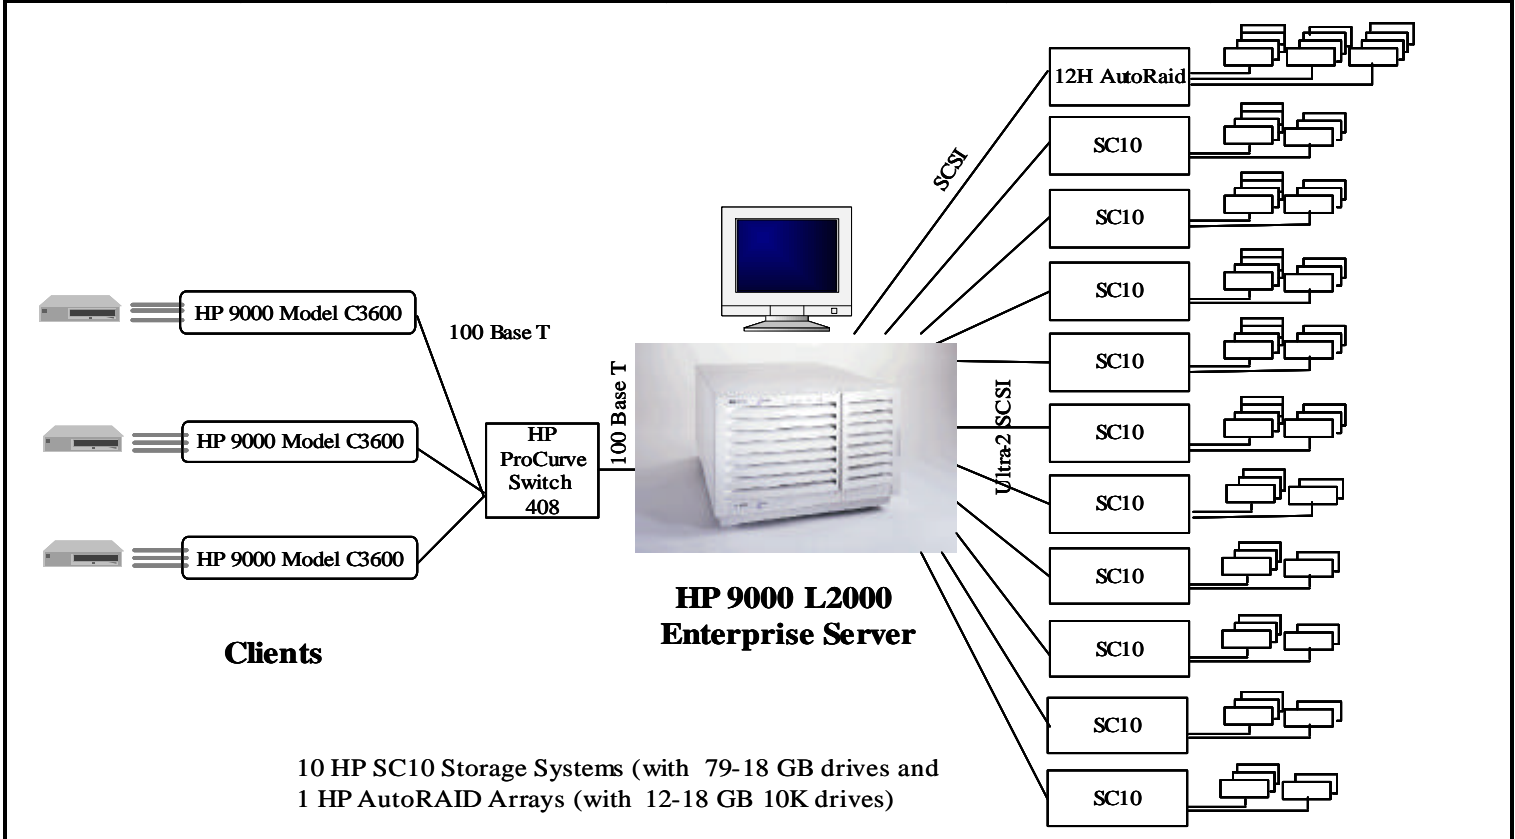 12H AutoRaid
SC10
SCSI
SC10
SC10
HP 9000 Model C3600
100 Base T
SC10
100 Base T
Ultra-2 SCSI
HP 9000 Model C3600
HP
ProCurve
Switch
408
SC10
SC10
HP 9000 Model C3600
SC10
HP 9000 L2000
Enterprise Server
Clients
SC10
SC10
10 HP SC10 Storage Systems (with 79-18 GB drives and
1 HP AutoRAID Arrays (with 12-18 GB 10K drives)
SC10